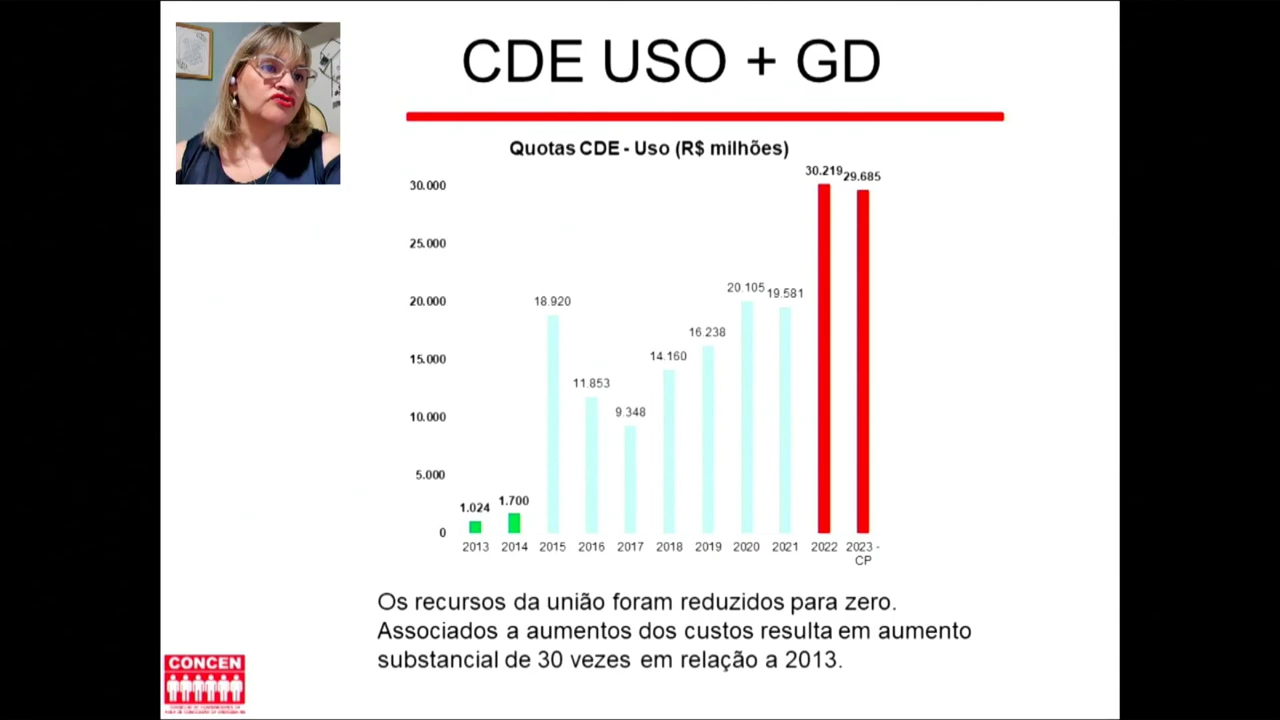 CDE USO + GD
Quotas CDE - Uso (R$ milhões)
30.000
25.000
20.000
15.000
10.000
5.000
0
1.024
1.700
18.920
11.853
9.348
14.160
16.238
20.105
19.581
30.219
29.685
2013 2014 2015 2016 2017 2018 2019 2020 2021 2022 2023 -
CP
Os recursos da união foram reduzidos para zero.
Associados a aumentos dos custos resulta em aumento
substancial de 30 vezes em relação a 2013.
CONCEN